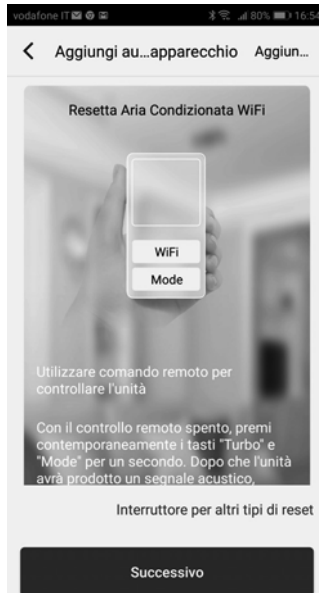 vodafone IT 80% 16:54
Aggiungi au...apparecchio Aggiun...
Resetta Aria Condizionata WiFi
WiFi
Mode
Utilizzare comando remoto per
controllare l'unità
Con il controllo remoto spento, premi
contemporaneamente i tasti "Turbo" e
"Mode" per un secondo. Dopo che l'unità
avrà prodotto un segnale acustico,
Interruttore per altri tipi di reset
Successivo